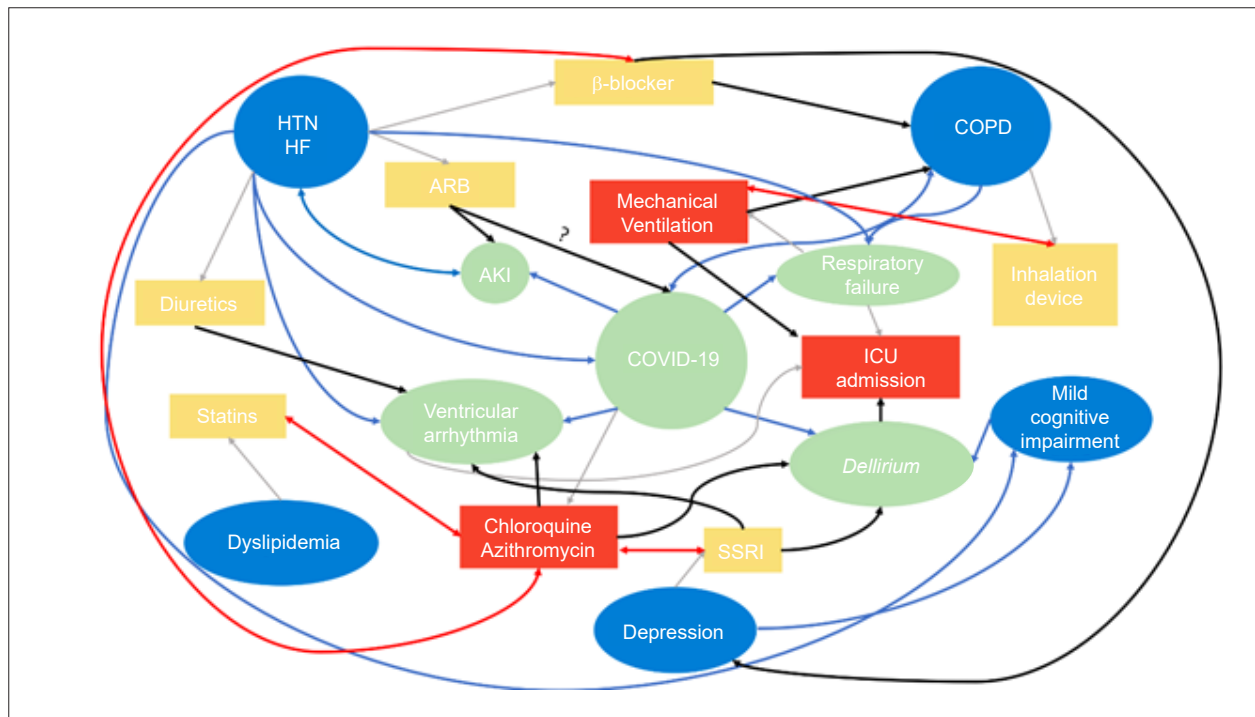 β-blocker
HTN
HF
COPD
ARB
Mechanical
Ventilation
?
AKI
Respiratory
failure
Inhalation
device
Diuretics
COVID-19
ICU
admission
Statins
Ventricular
arrhythmia
Mild
cognitive
impairment
Dellirium
Dyslipidemia
Chloroquine
Azithromycin
SSRI
Depression